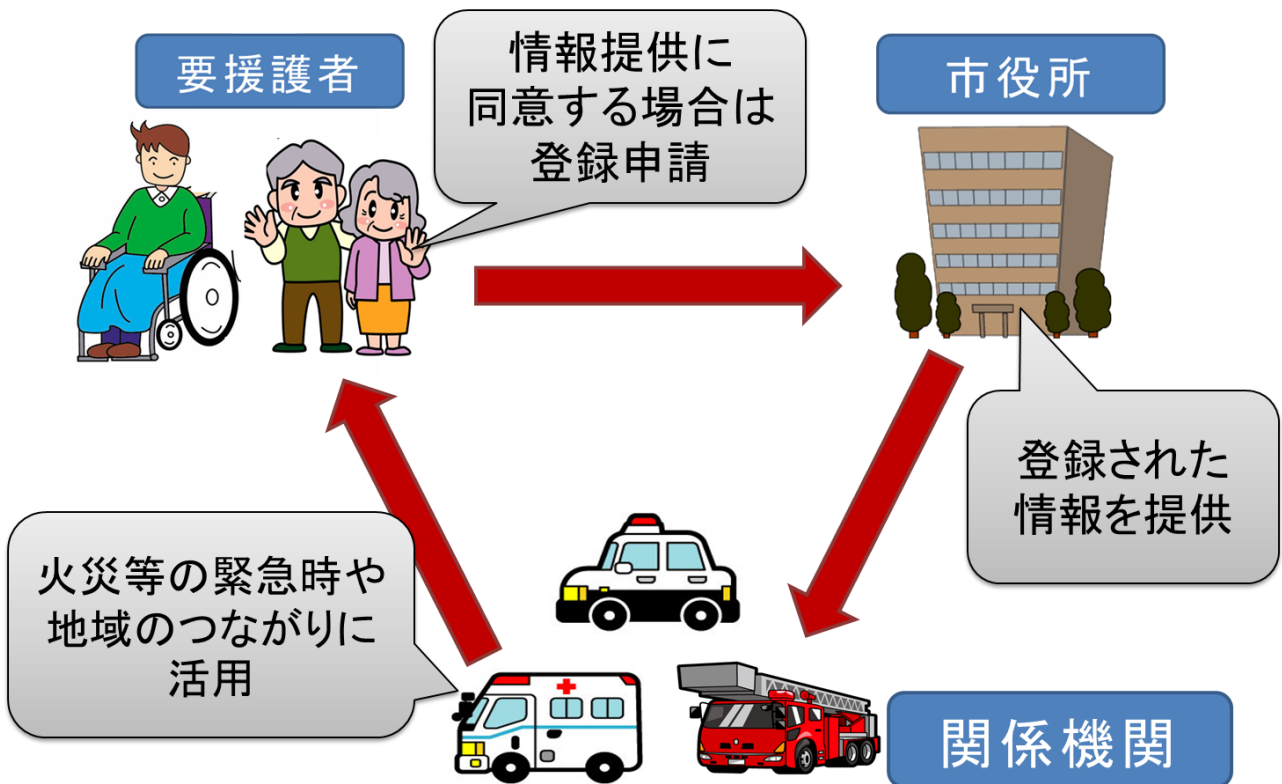 要援護者
情報提供に
同意する場合は
登録申請
市役所
登録された
情報を提供
火災等の緊急時や
地域のつながりに
活用
関係機関